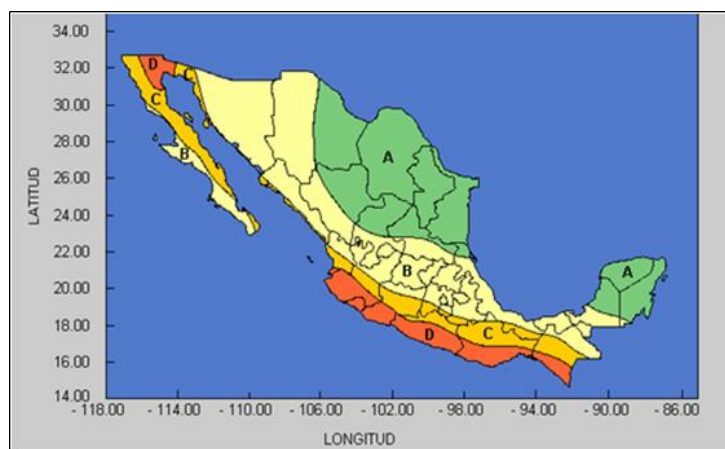 34.00
32.00
30.00
28.00
26.00
24.00
22.00
20.00
18.00
16.00
14.00
LATITUD
D
C
C
B
A
A
B
C
D
- 118.00 - 114.00 - 110.00 - 106.00 - 102.00 - 98.00 - 94.00 - 90.00 - 86.00
LONGITUD